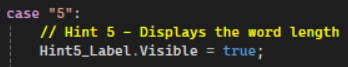 case "5":
// Hint 5 - Displays the word length
Hint5_Label.Visible = true;